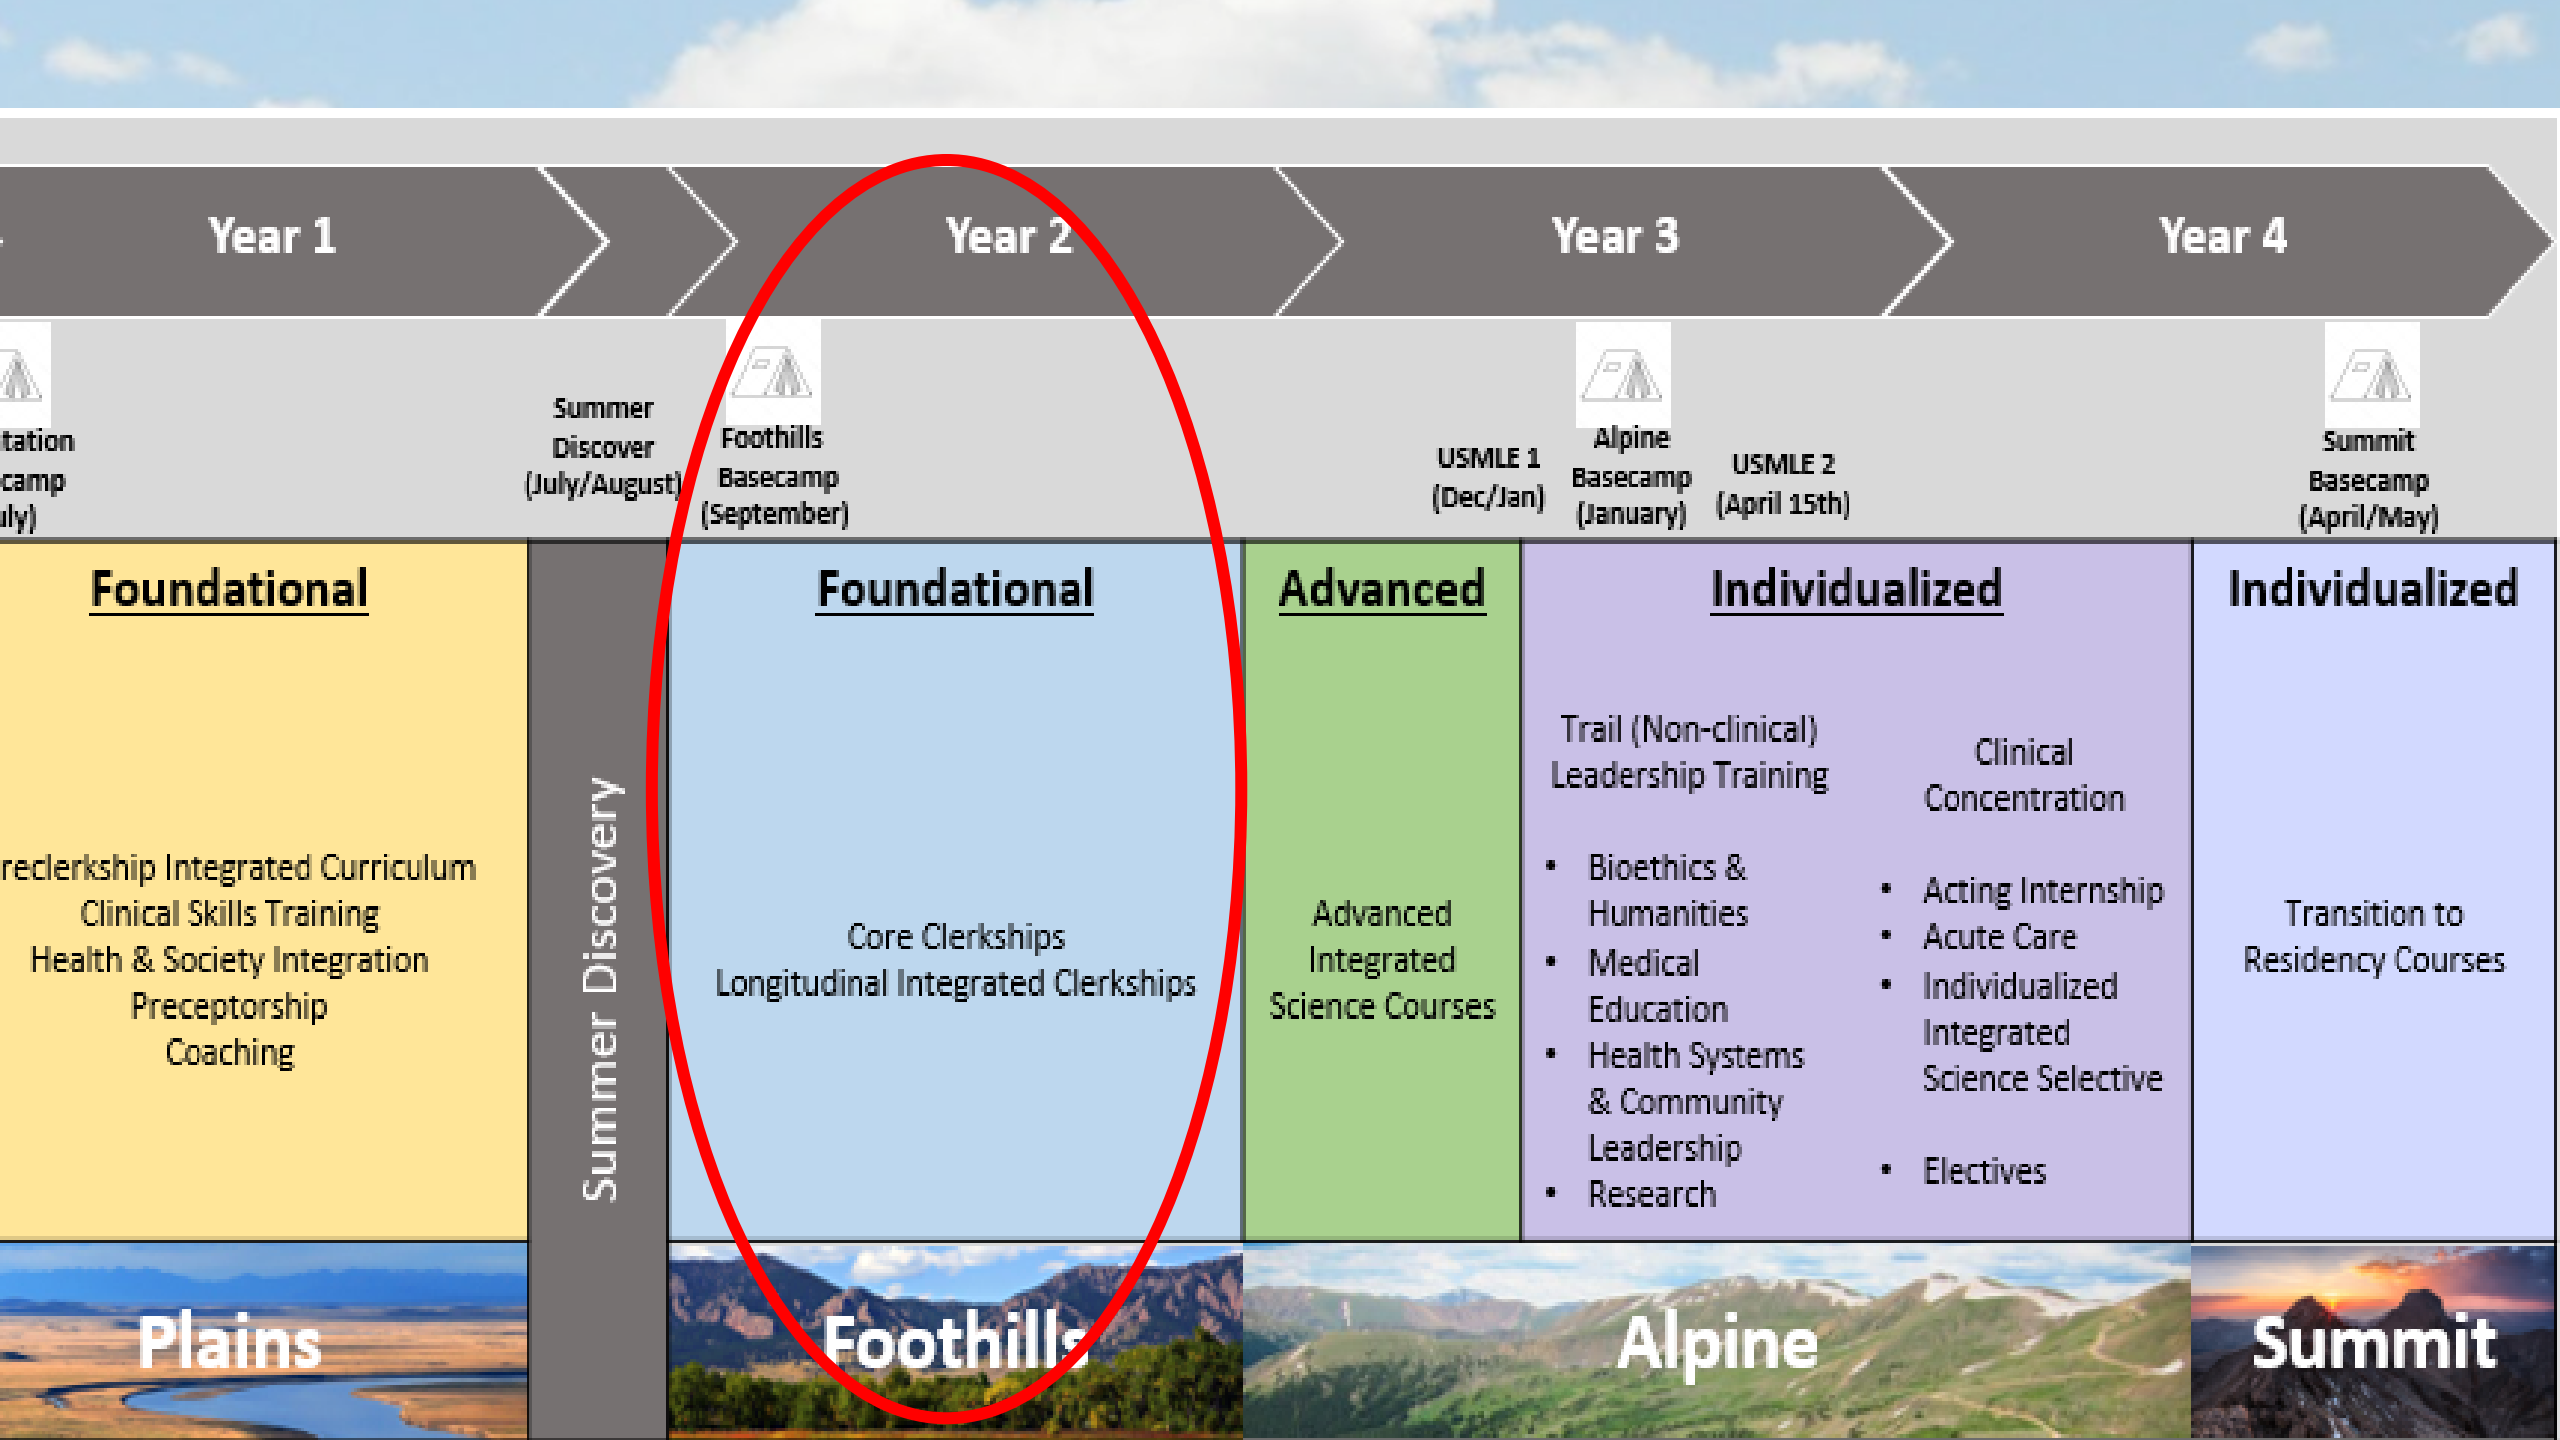 Year 1
Year 2
Year 3
Year 4
tation
camp
uly)
Summer
Discover
(July/August)
Foothills
Basecamp
(September)
USMLE 1
(Dec/Jan)
Alpine
Basecamp
(January)
USMLE 2
(April 15th)
Summit
Basecamp
(April/May)
Foundational
reclerkship Integrated Curriculum
Clinical Skills Training
Health & Society Integration
Preceptorship
Coaching
Plains
Summer Discovery
Foundational
Core Clerkships
Longitudinal Integrated Clerkships
Foothills
Advanced
Advanced
Integrated
Science Courses
Individualized
Trail (Non-clinical)
Leadership Training
• Bioethics &
Humanities
• Medical
Education
• Health Systems
& Community
Leadership
• Research
Clinical
Concentration
• Acting Internship
• Acute Care
• Individualized
Integrated
Science Selective
• Electives
Alpine
Individualized
Transition to
Residency Courses
Summit